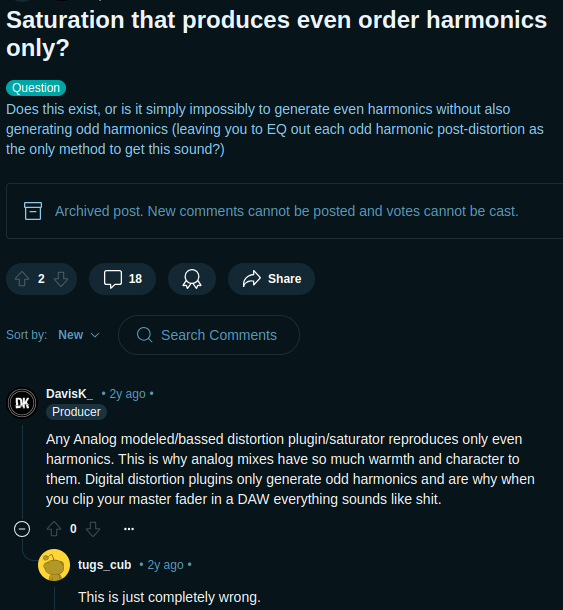 Saturation that produces even order harmonics
only?
Question
Does this exist, or is it simply impossibly to generate even harmonics without also
generating odd harmonics (leaving you to EQ out each odd harmonic post-distortion as
the only method to get this sound?)
Archived post. New comments cannot be posted and votes cannot be cast.
2
18
Share
Sort by: New
Search Comments
DK
DavisK_ • 2y ago •
Producer
Any Analog modeled/bassed distortion plugin/saturator reproduces only even
harmonics. This is why analog mixes have so much warmth and character to
them. Digital distortion plugins only generate odd harmonics and are why when
you clip your master fader in a DAW everything sounds like shit.
0
tugs_cub • 2y ago •
This is just completely wrong.